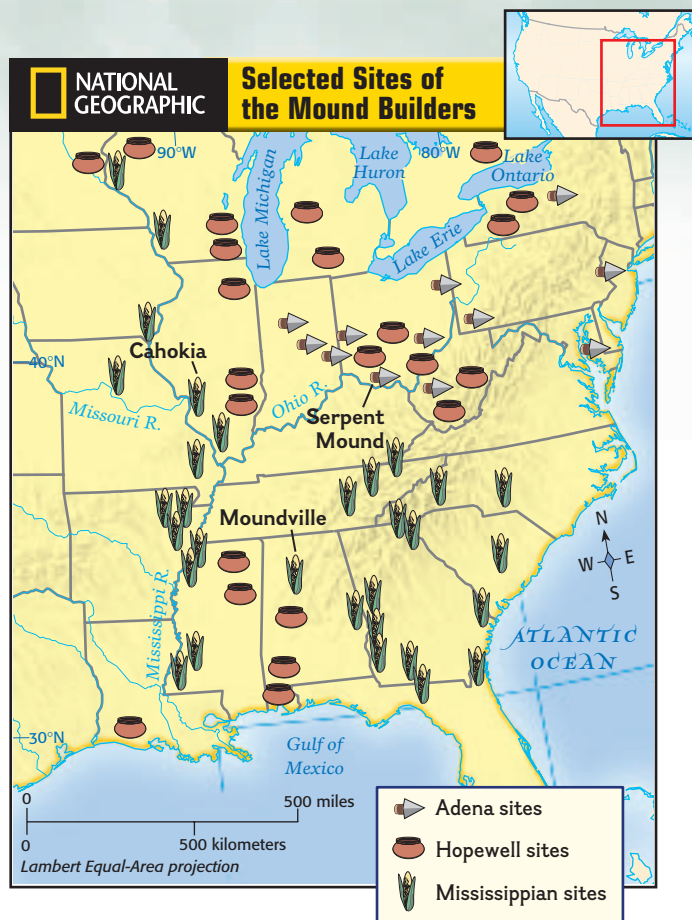 NATIONAL
GEOGRAPHIC
Selected Sites of
the Mound Builders
90°W
80°W
Lake Michigan
Lake
Huron
Lake
Ontario
Lake Erie
Cahokia
40°N
Missouri R.
Ohio R.
Serpent
Mound
Moundville
Mississippi R.
N
W
E
S
ATLANTIC
OCEAN
30°N
Gulf of
Mexico
0
500 miles
0
500 kilometers
Lambert Equal-Area projection
Adena sites
Hopewell sites
Mississippian sites